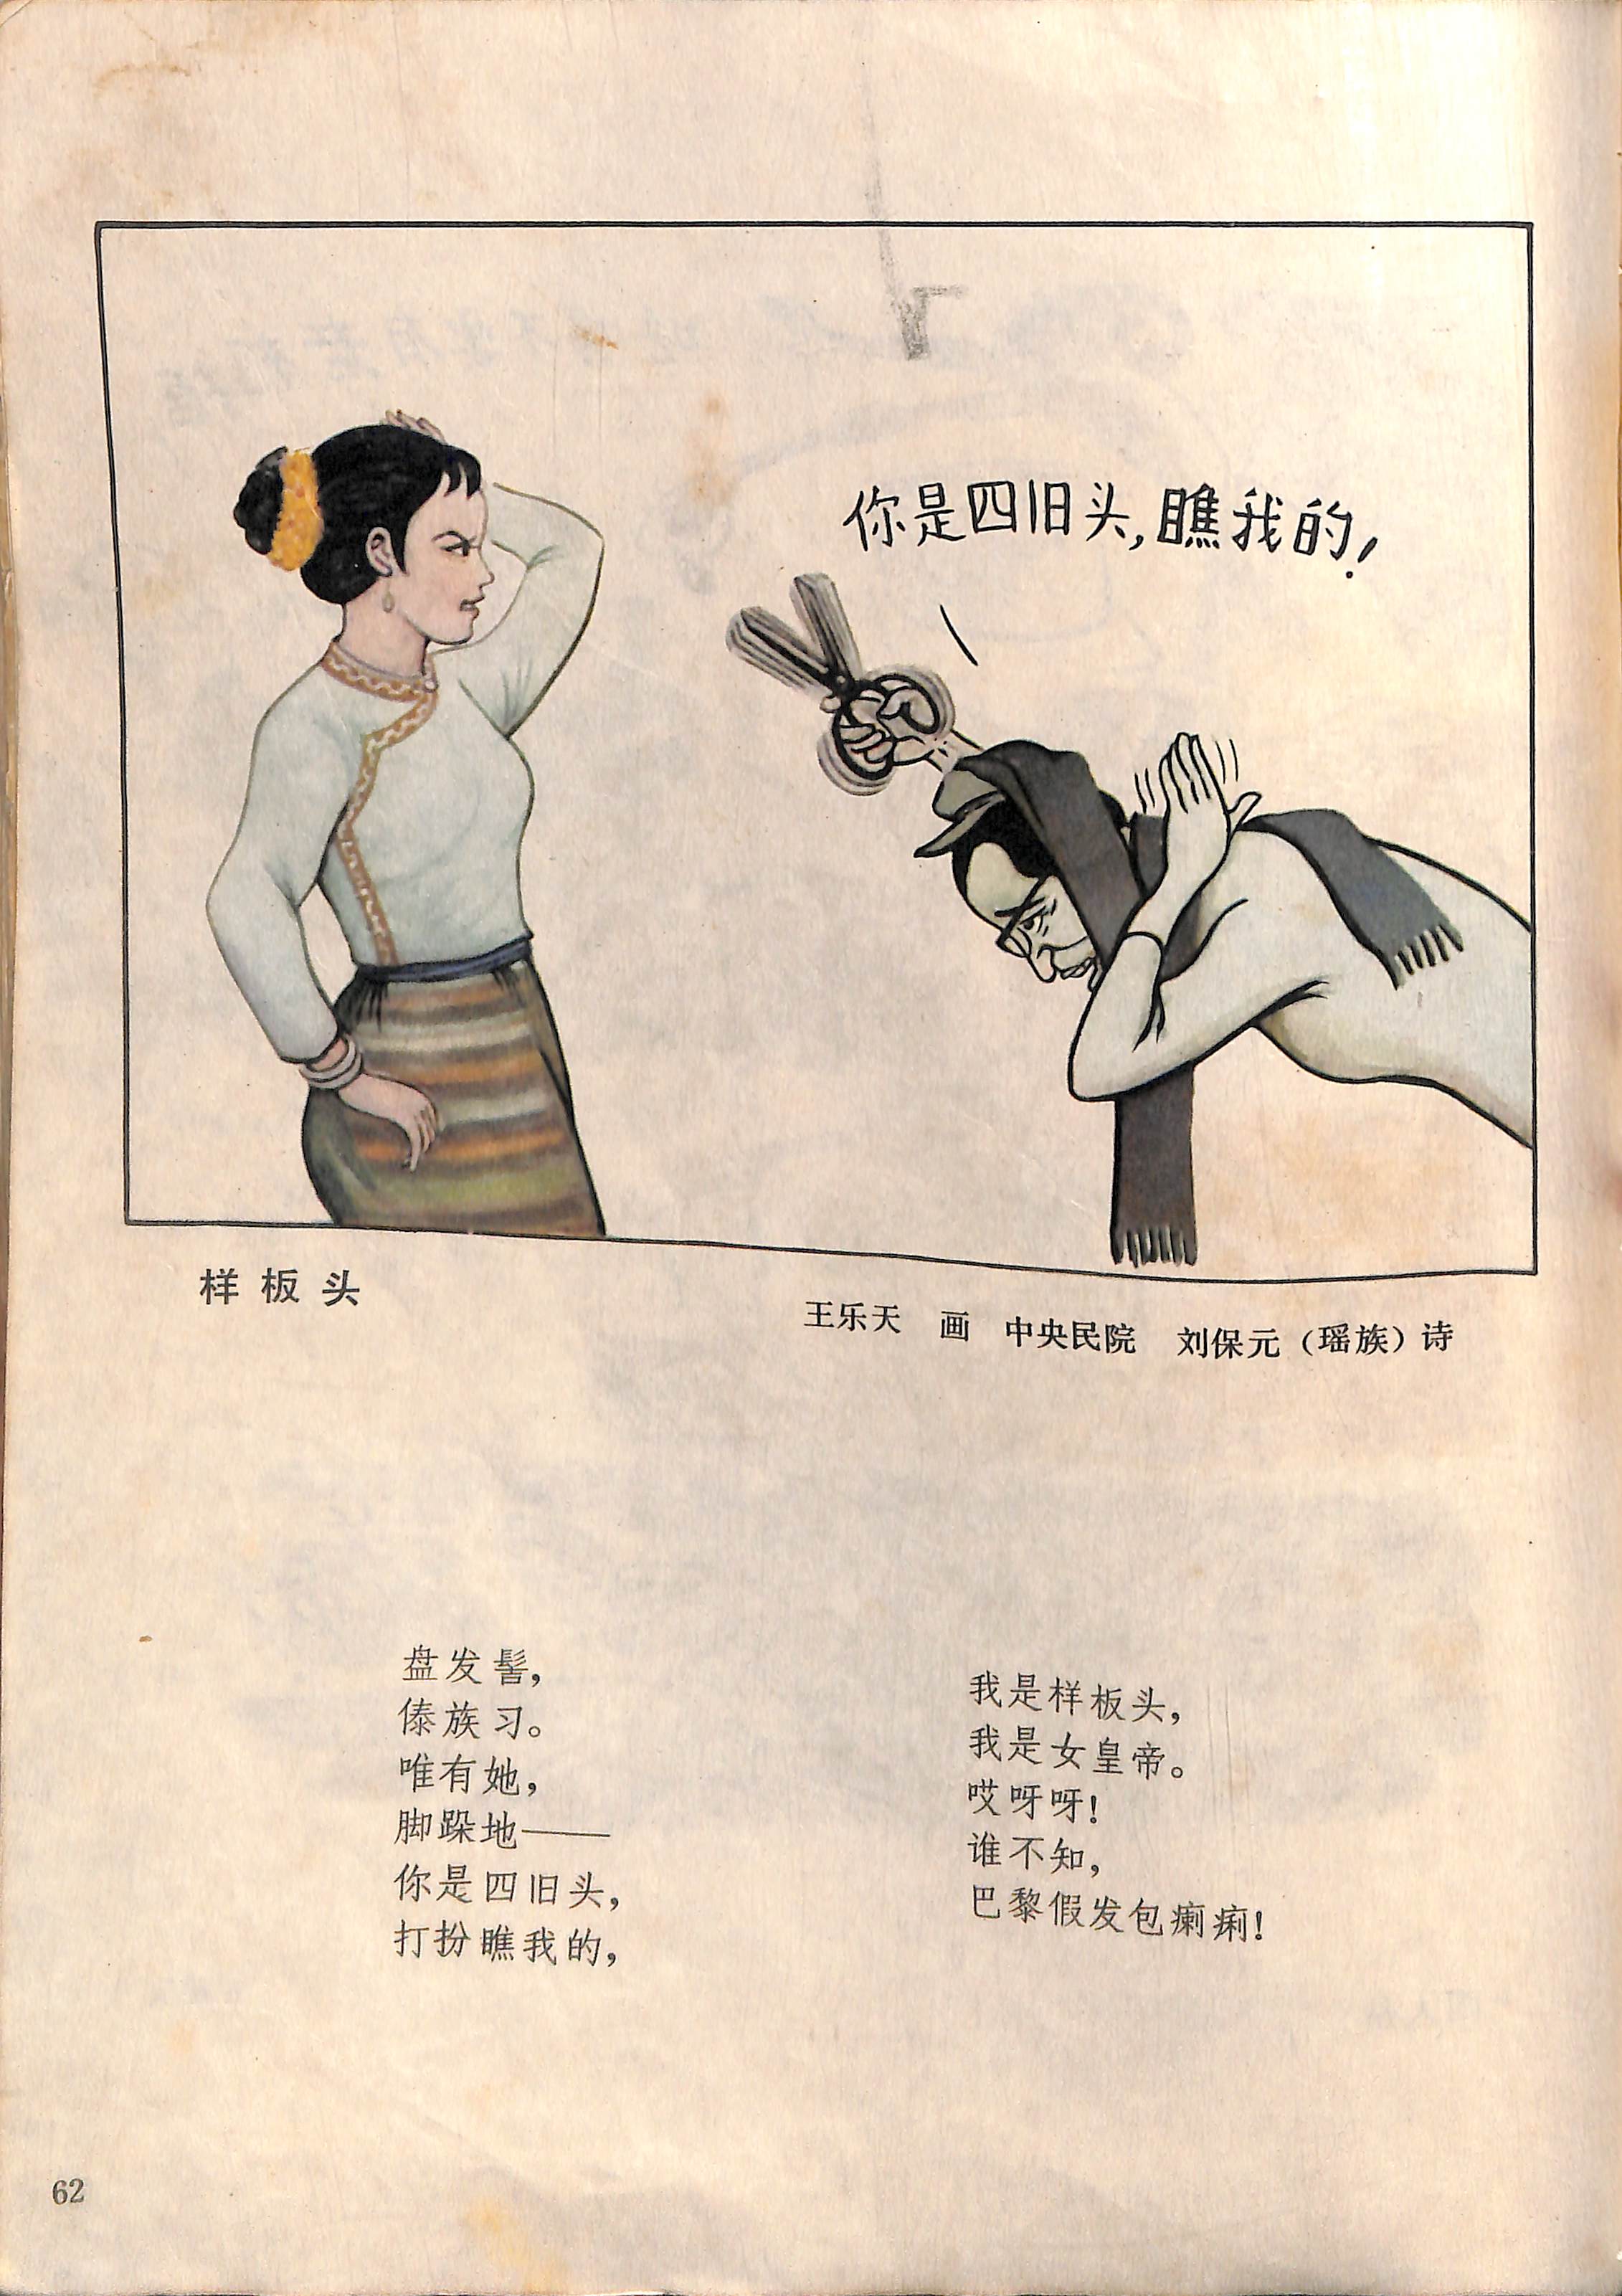 你是四旧头,瞧我的!
样板头
王乐天 画 中央民院 刘保元(瑶族)诗
盘发髻,
傣族习。
唯有她,
脚跺地——
你是四旧头,
打扮瞧我的,
我是样板头,
我是女皇帝。
哎呀呀!
谁不知,
巴黎假发包瘌痢!
62